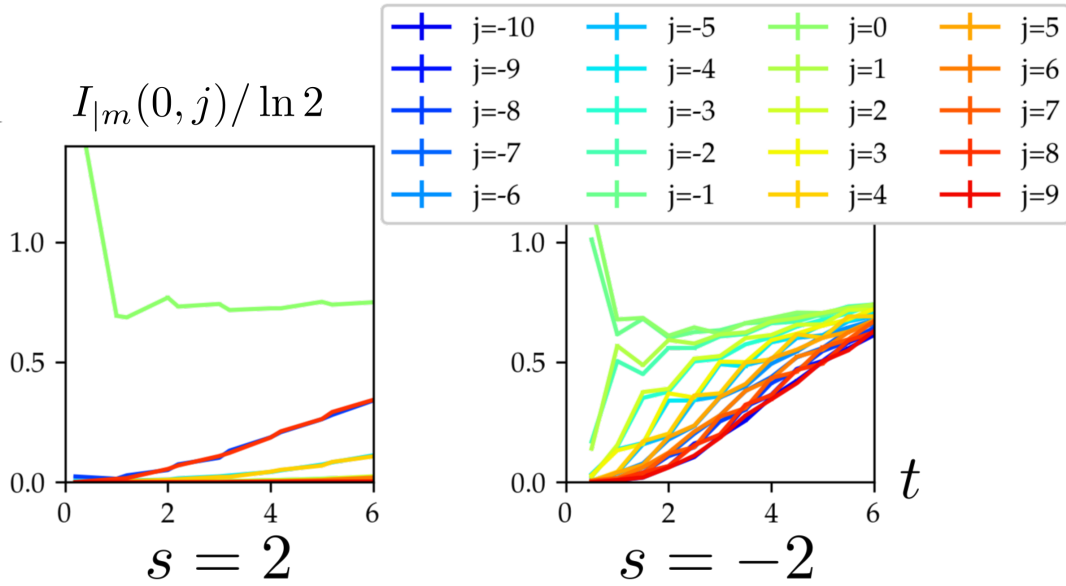 j=-10 j=-5 j=0 j=5
j=-9 j=-4 j=1 j=6
j=-8 j=-3 j=2 j=7
j=-7 j=-2 j=3 j=8
j=-6 j=-1 j=4 j=9
I_{|m}(0, j)/ ln 2
1.0 1.0
0.5 0.5
0.0 0.0
t
0 2 4 6 0 2 4 6
s = 2 s = −2